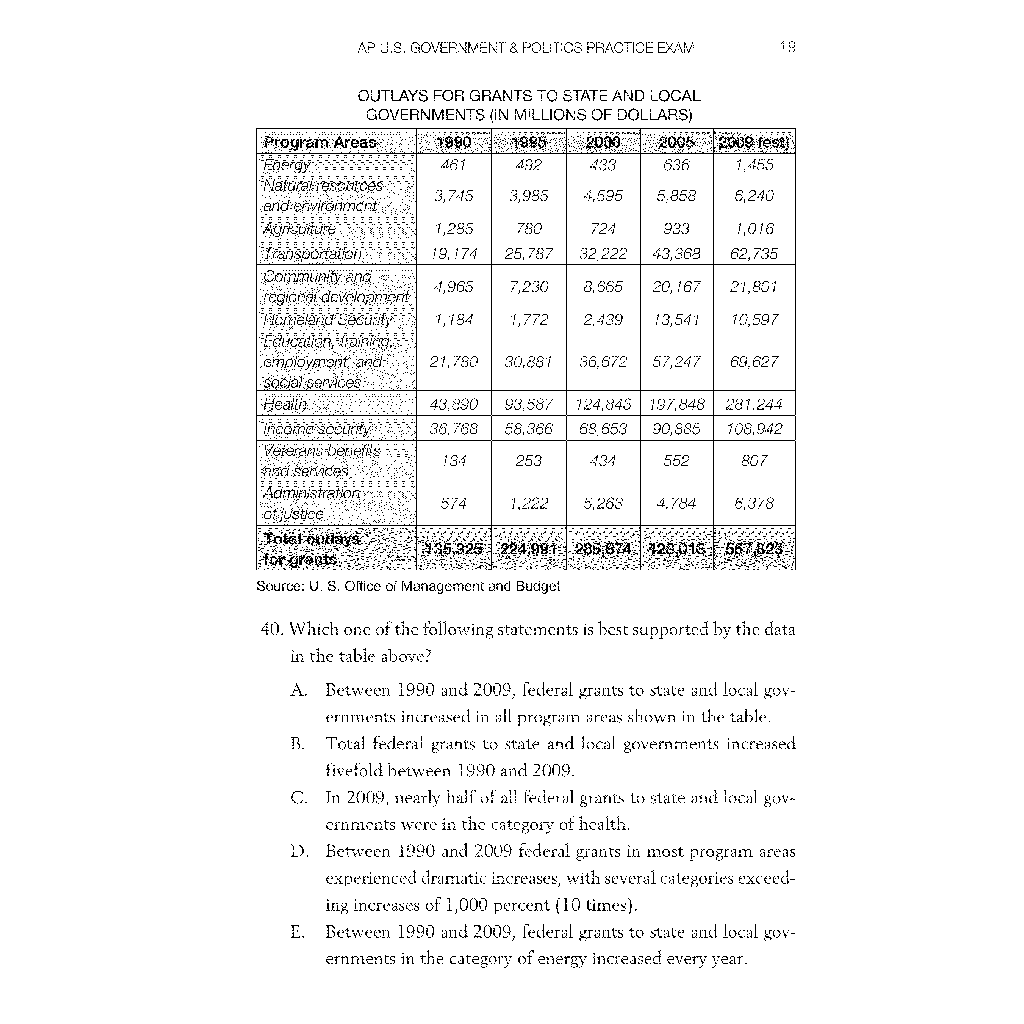 AP U.S. GOVERNMENT & POLITICS PRACTICE EXAM 19
OUTLAYS FOR GRANTS TO STATE AND LOCAL
GOVERNMENTS (IN MILLIONS OF DOLLARS)
Program Areas 1990 1995 2000 2005 2009 (est)
Energy 461 492 433 636 1,455
Natural resources
and environment 3,745 3,985 4,595 5,858 6,240
Agriculture 1,285 780 724 933 1,016
Transportation 19,174 25,787 32,222 43,368 62,735
Community and
regional development 4,965 7,230 8,665 20,167 21,801
Homeland Security 1,184 1,772 2,439 13,541 10,597
Education, training,
employment, and 21,780 30,881 36,672 57,247 69,627
social services
Health 43,890 93,587 124,843 197,848 281,244
Income security 36,768 58,366 68,653 90,885 108,942
Veterans benefits
and services 134 253 434 552 807
Administration
of justice 574 1,222 5,263 4,784 6,378
Total outlays
for grants 135,325 224,991 285,874 567,823
Source: U. S. Office of Management and Budget
40. Which one of the following statements is best supported by the data
in the table above?
A. Between 1990 and 2009, federal grants to state and local gov-
ernments increased in all program areas shown in the table.
B. Total federal grants to state and local governments increased
fivefold between 1990 and 2009.
C. In 2009, nearly half of all federal grants to state and local gov-
ernments were in the category of health.
D. Between 1990 and 2009 federal grants in most program areas
experienced dramatic increases, with several categories exceed-
ing increases of 1,000 percent (10 times).
E. Between 1990 and 2009, federal grants to state and local gov-
ernments in the category of energy increased every year.